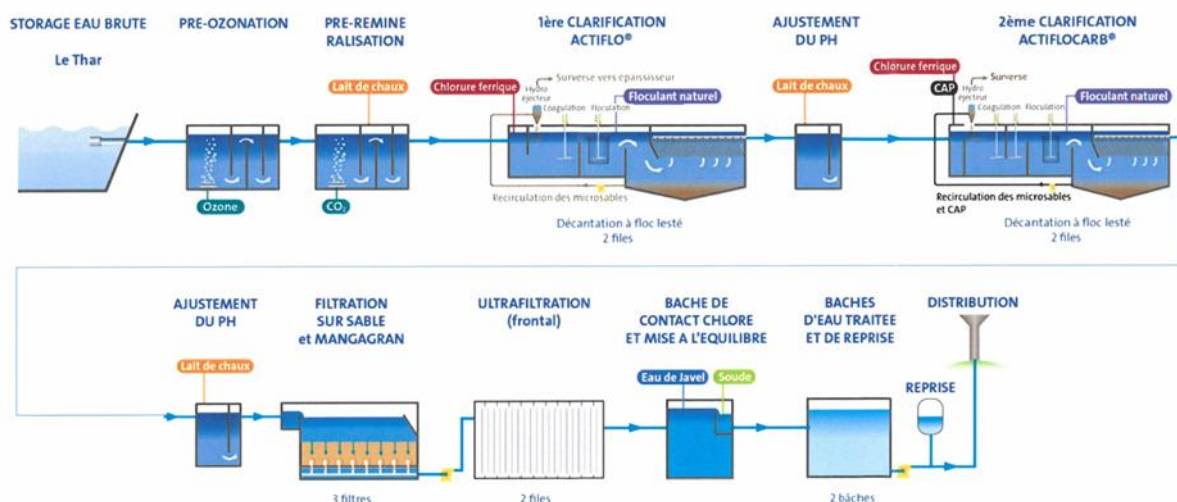 STORAGE EAU BRUTE
Le Thar
PRE-OZONATION
Ozone
PRE-REMINE
RALISATION
Lait de chaux
CO₂
1ère CLARIFICATION
ACTIFLO®
Chlorure ferrique
Surverse vers épaississeur
Hydro
éjecteur
Coagulation
Floculation
Floculant naturel
Recirculation des microsables
Décantation à floc lesté
2 files
AJUSTEMENT
DU PH
Lait de chaux
2ème CLARIFICATION
ACTIFLOCARB®
Chlorure ferrique
CAP
Surverse
Hydro
éjecteur
Coagulation
Floculation
Floculant naturel
Recirculation des microsables
et CAP
Décantation à floc lesté
2 files
AJUSTEMENT
DU PH
Lait de chaux
FILTRATION
SUR SABLE
et MANGAGRAN
3 filtres
ULTRAFILTRATION
(frontal)
2 files
BACHE DE
CONTACT CHLORE
ET MISE A L'EQUILIBRE
Eau de Javel
Soude
BACHES
D'EAU TRAITEE
ET DE REPRISE
2 bâches
REPRISE
DISTRIBUTION